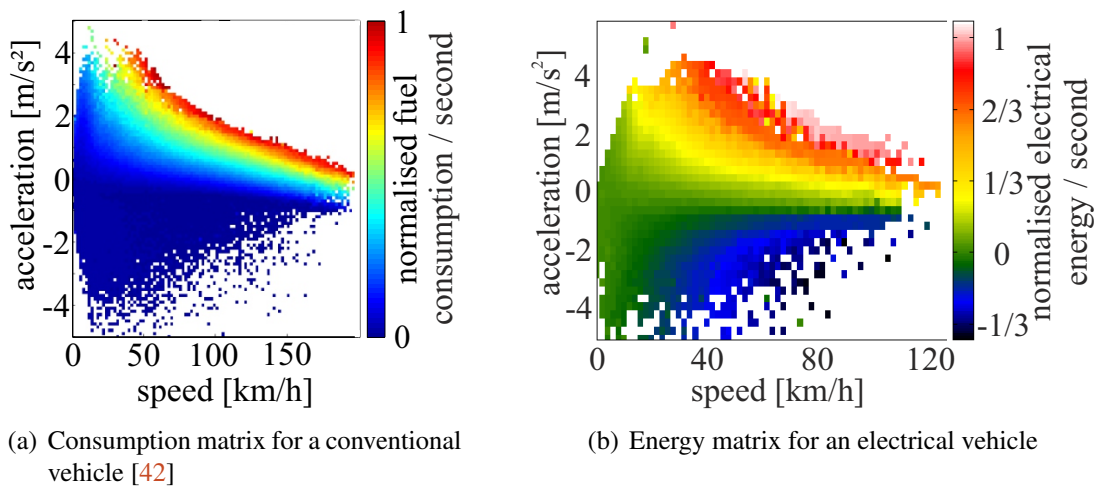 4
2
0
-2
-4
acceleration [m/s²]
0
50
100
150
speed [km/h]
1
0
normalised fuel
consumption / second
4
2
0
-2
-4
acceleration [m/s²]
0
40
80
120
speed [km/h]
1
2/3
1/3
0
-1/3
normalised electrical
energy / second
(a) Consumption matrix for a conventional
vehicle [42]
(b) Energy matrix for an electrical vehicle